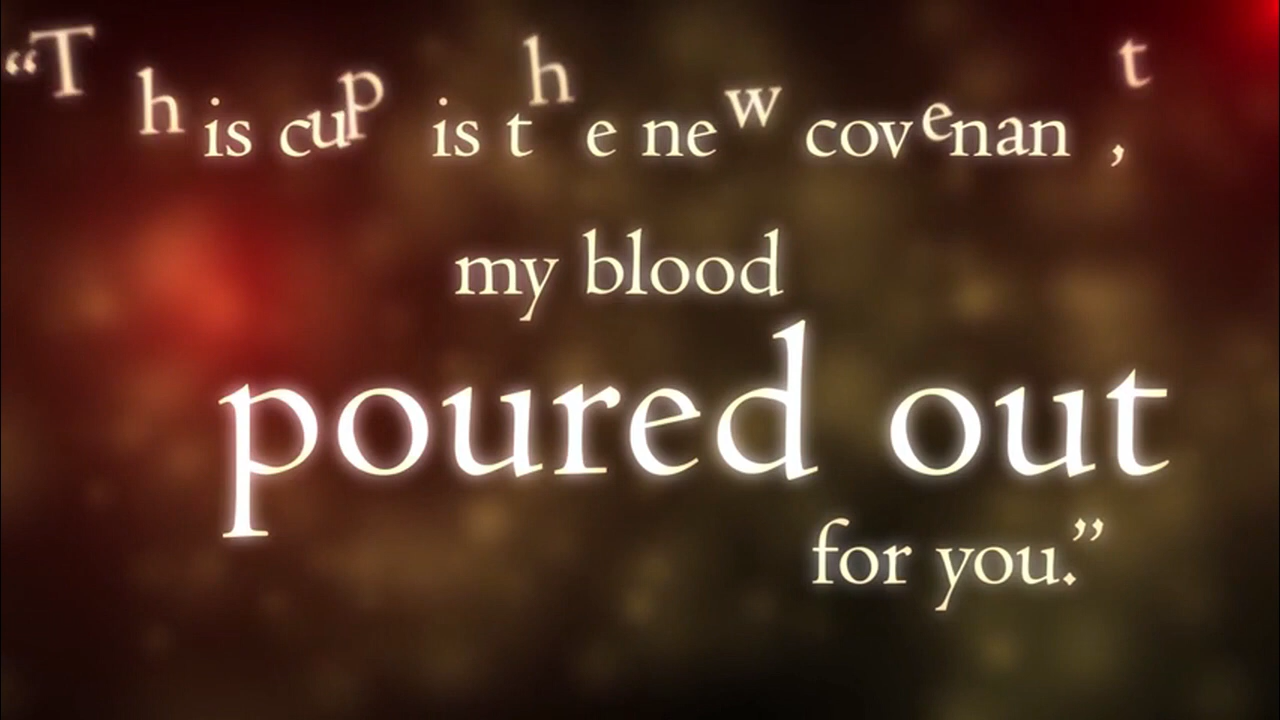 “This cup is the new covenant,
my blood
poured out
for you.”